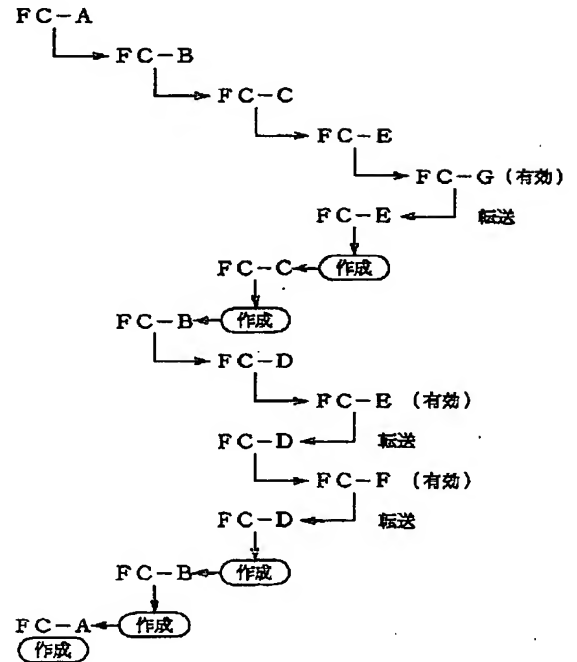 FC-A
FC-B
FC-C
FC-E
FC-G (有効)
FC-E 転送
FC-C 作成
FC-B 作成
FC-D
FC-E (有効)
FC-D 転送
FC-F (有効)
FC-D 転送
FC-B 作成
FC-A 作成
作成